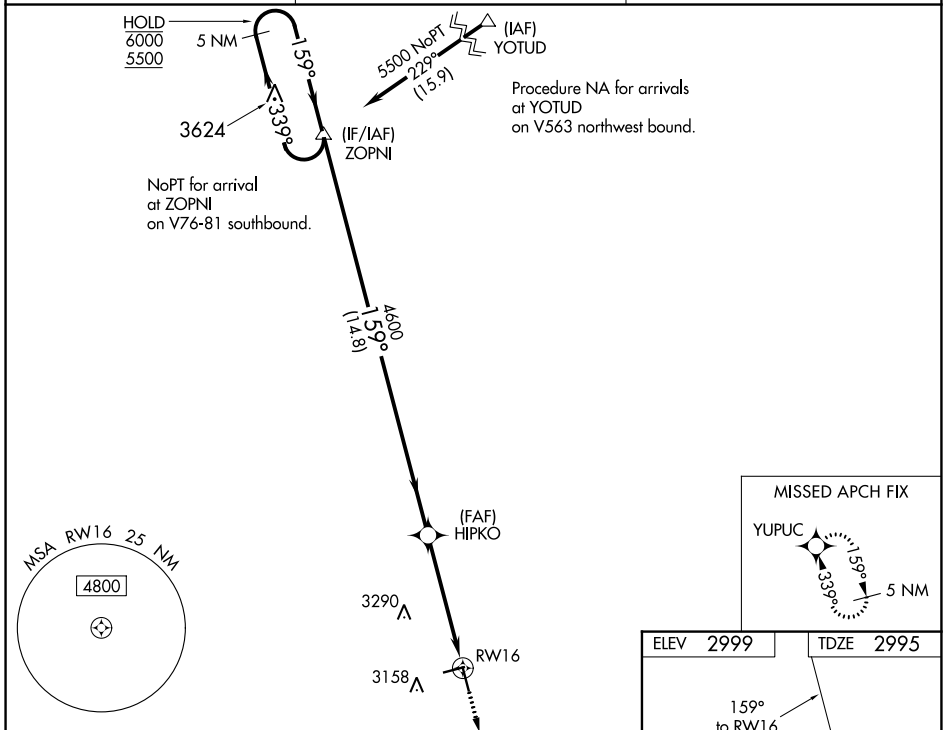 HOLD
6000
5500
5 NM
159°
339°
3624
(IF/IAF)
ZOPNI
5500 NoPT
229°
(15.9)
(IAF)
YOTUD
Procedure NA for arrivals
at YOTUD
on V563 northwest bound.
NoPT for arrival
at ZOPNI
on V76-81 southbound.
4600
159°
(14.8)
(FAF)
HIPKO
MSA RW16 25 NM
4800
3290
3158
RW16
MISSED APCH FIX
YUPUC
159°
339°
5 NM
ELEV 2999
TDZE 2995
159°
to RW16